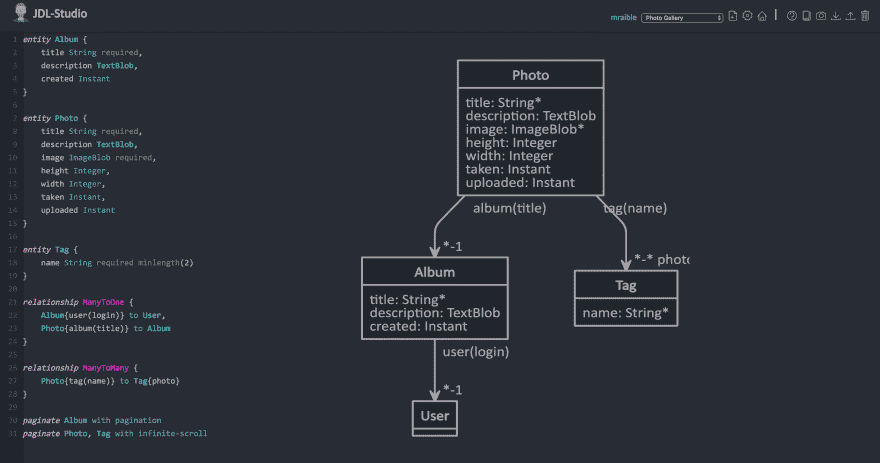 JDL-Studio
mraible Photo Gallery
1 entity Album {
2 title String required,
3 description TextBlob,
4 created Instant
5 }
6
7 entity Photo {
8 title String required,
9 description TextBlob,
10 image ImageBlob required,
11 height Integer,
12 width Integer,
13 taken Instant,
14 uploaded Instant
15 }
16
17 entity Tag {
18 name String required minlength(2)
19 }
20
21 relationship ManyToOne {
22 Album{user(login)} to User,
23 Photo{album(title)} to Album
24 }
25
26 relationship ManyToMany {
27 Photo{tag(name)} to Tag{photo}
28 }
29
30 paginate Album with pagination
31 paginate Photo, Tag with infinite-scroll
Photo
title: String*
description: TextBlob
image: ImageBlob*
height: Integer
width: Integer
taken: Instant
uploaded: Instant
album(title)
tag(name)
*-1
*-* photo
Album
title: String*
description: TextBlob
created: Instant
Tag
name: String*
user(login)
*-1
User